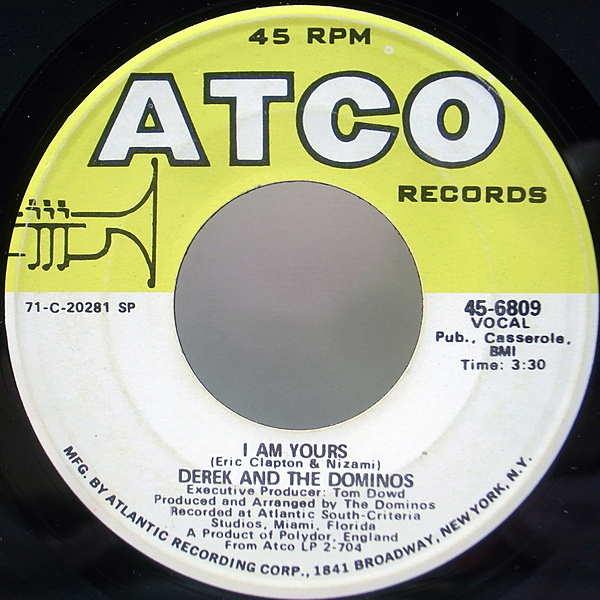 45 RPM
ATCO
RECORDS
71-C-20281 SP
45-6809
VOCAL
Pub., Casserole,
BMI
Time: 3:30
I AM YOURS
(Eric Clapton & Nizami)
DEREK AND THE DOMINOS
Executive Producer: Tom Dowd
Produced and Arranged by The Dominos
Recorded at Atlantic South-Criteria
Studios, Miami, Florida
A Product of Polydor, England
From Atco LP 2-704
MFG. BY ATLANTIC RECORDING CORP., 1841 BROADWAY, NEW YORK, N.Y.